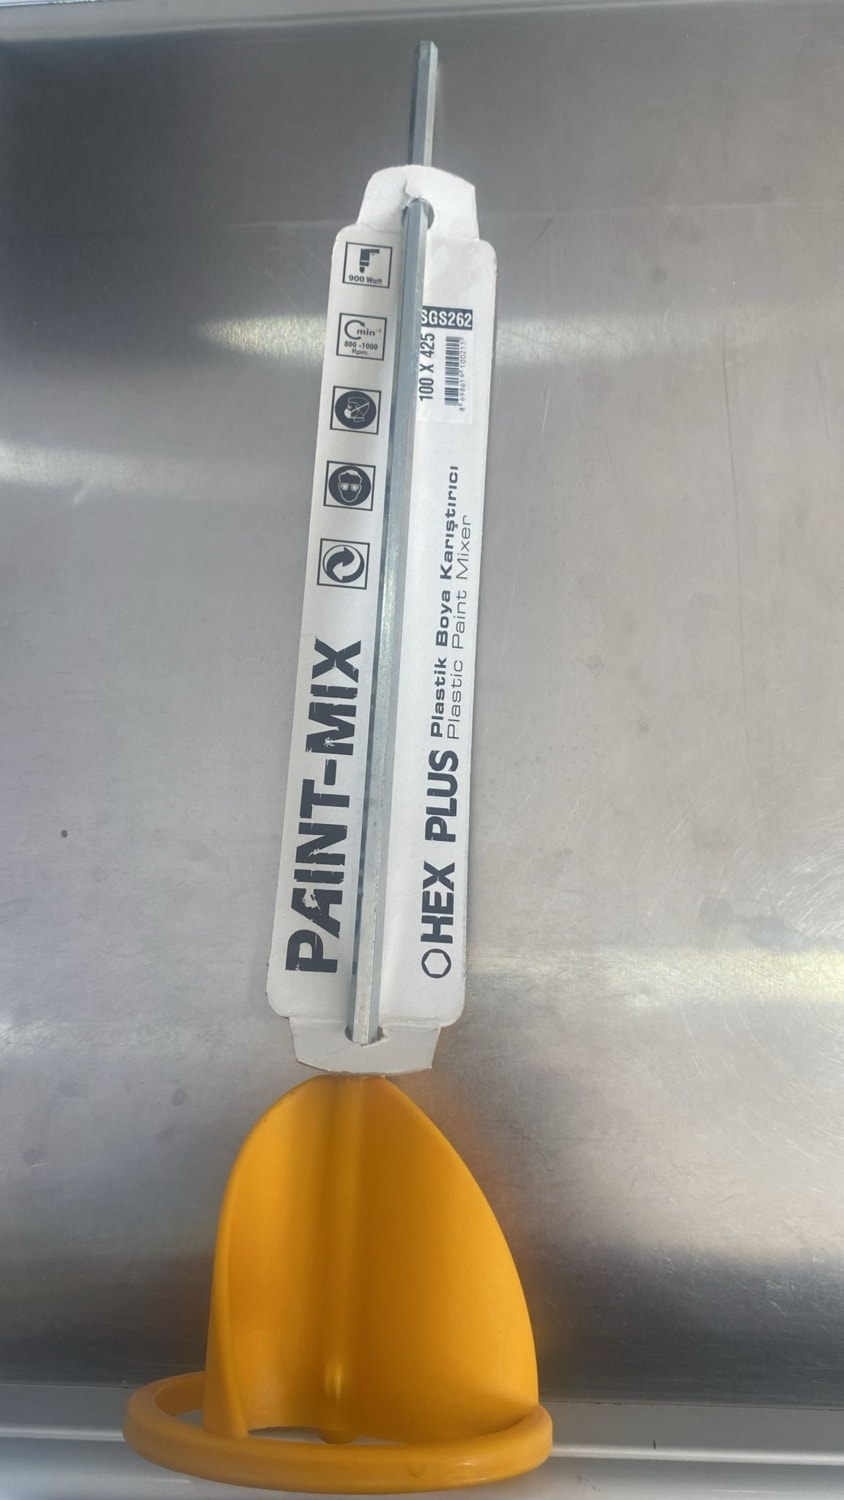 900 Watt
min⁻¹
800 -1000
Rpm.
PAINT-MIX
SGS262
100 X 425
HEX PLUS
Plastik Boya Karıştırıcı
Plastic Paint Mixer